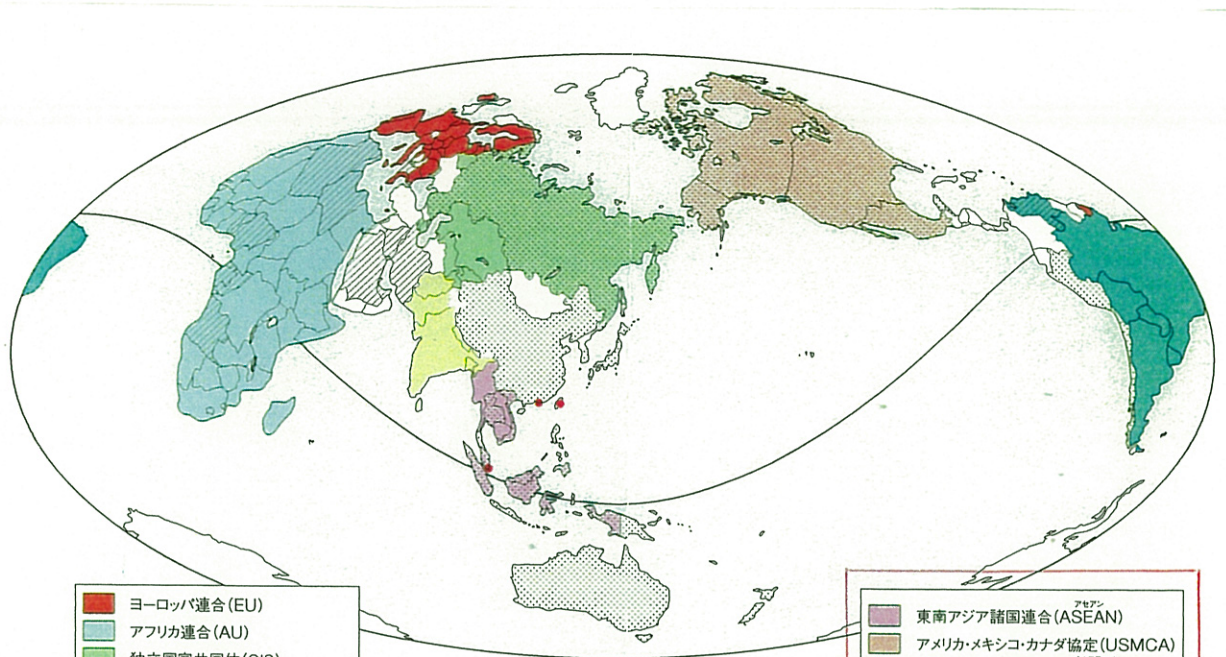 ヨーロッパ連合(EU)
アフリカ連合(AU)
アセアン
東南アジア諸国連合(ASEAN)
アメリカ・メキシコ・カナダ協定(USMCA)